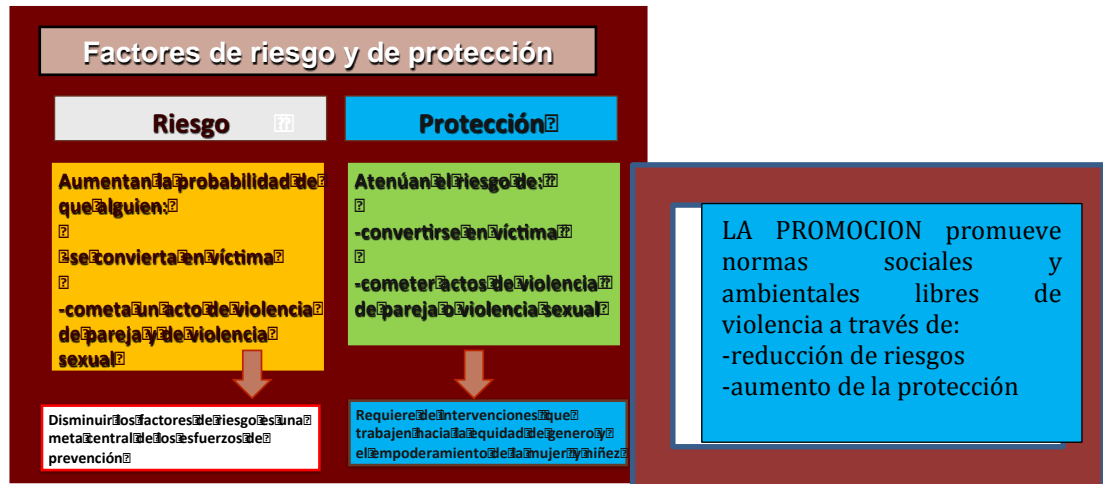 Factores de riesgo y de protección
Riesgo
Protección
Aumentan la probabilidad de
que alguien:
-se convierta en víctima
-cometa un acto de violencia
de pareja y de violencia
sexual
Atenúan el riesgo de:
-convertirse en víctima
-cometer actos de violencia
de pareja o violencia sexual
Disminuir los factores de riesgo es una
meta central de los esfuerzos de
prevención
Requiere de intervenciones que
trabajen hacia la equidad de genero y
el empoderamiento de la mujer y niñez
LA PROMOCION promueve
normas sociales y
ambientales libres de
violencia a través de:
-reducción de riesgos
-aumento de la protección